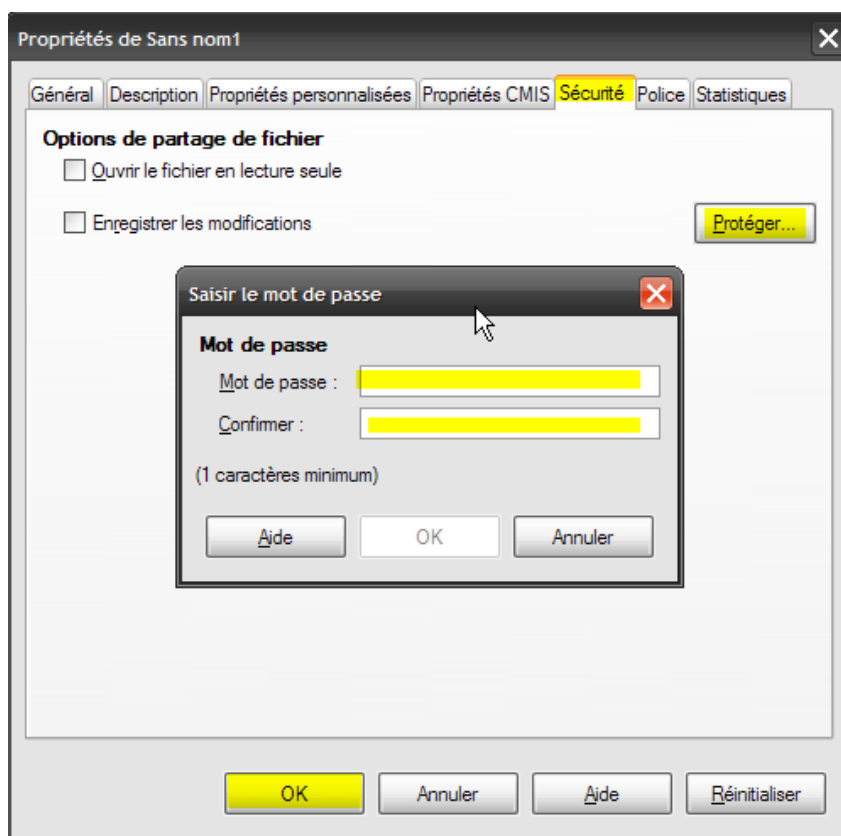 Propriétés de Sans nom1
Général Description Propriétés personnalisées Propriétés CMIS Sécurité Police Statistiques
Options de partage de fichier
Ouvrir le fichier en lecture seule
Enregistrer les modifications Protéger...
Saisir le mot de passe
Mot de passe
Mot de passe :
Confirmer :
(1 caractères minimum)
Aide OK Annuler
OK Annuler Aide Réinitialiser